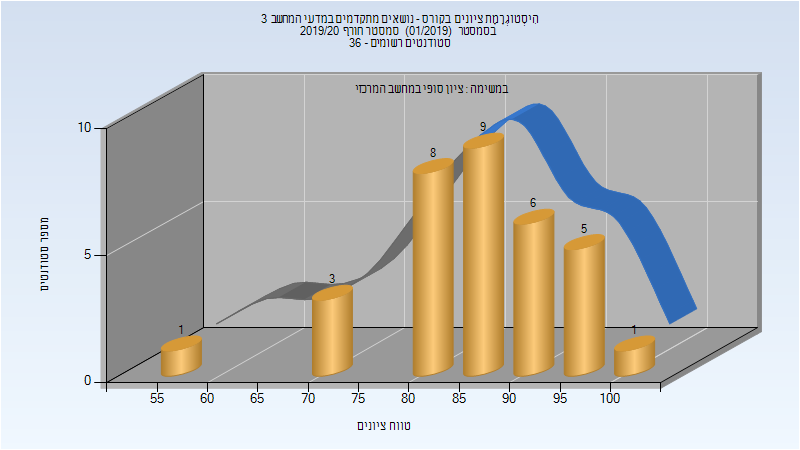 הִיסְטוֹגְרָמַת ציונים בקורס - נושאים מתקדמים במדעי המחשב 3
בסמסטר (01/2019) סמסטר חורף 2019/20
סטודנטים רשומים - 36
במשימה : ציון סופי במחשב המרכזי
10
5
0
מספר סטודנטים
1
3
8
9
6
5
1
55 60 65 70 75 80 85 90 95 100
טווח ציונים